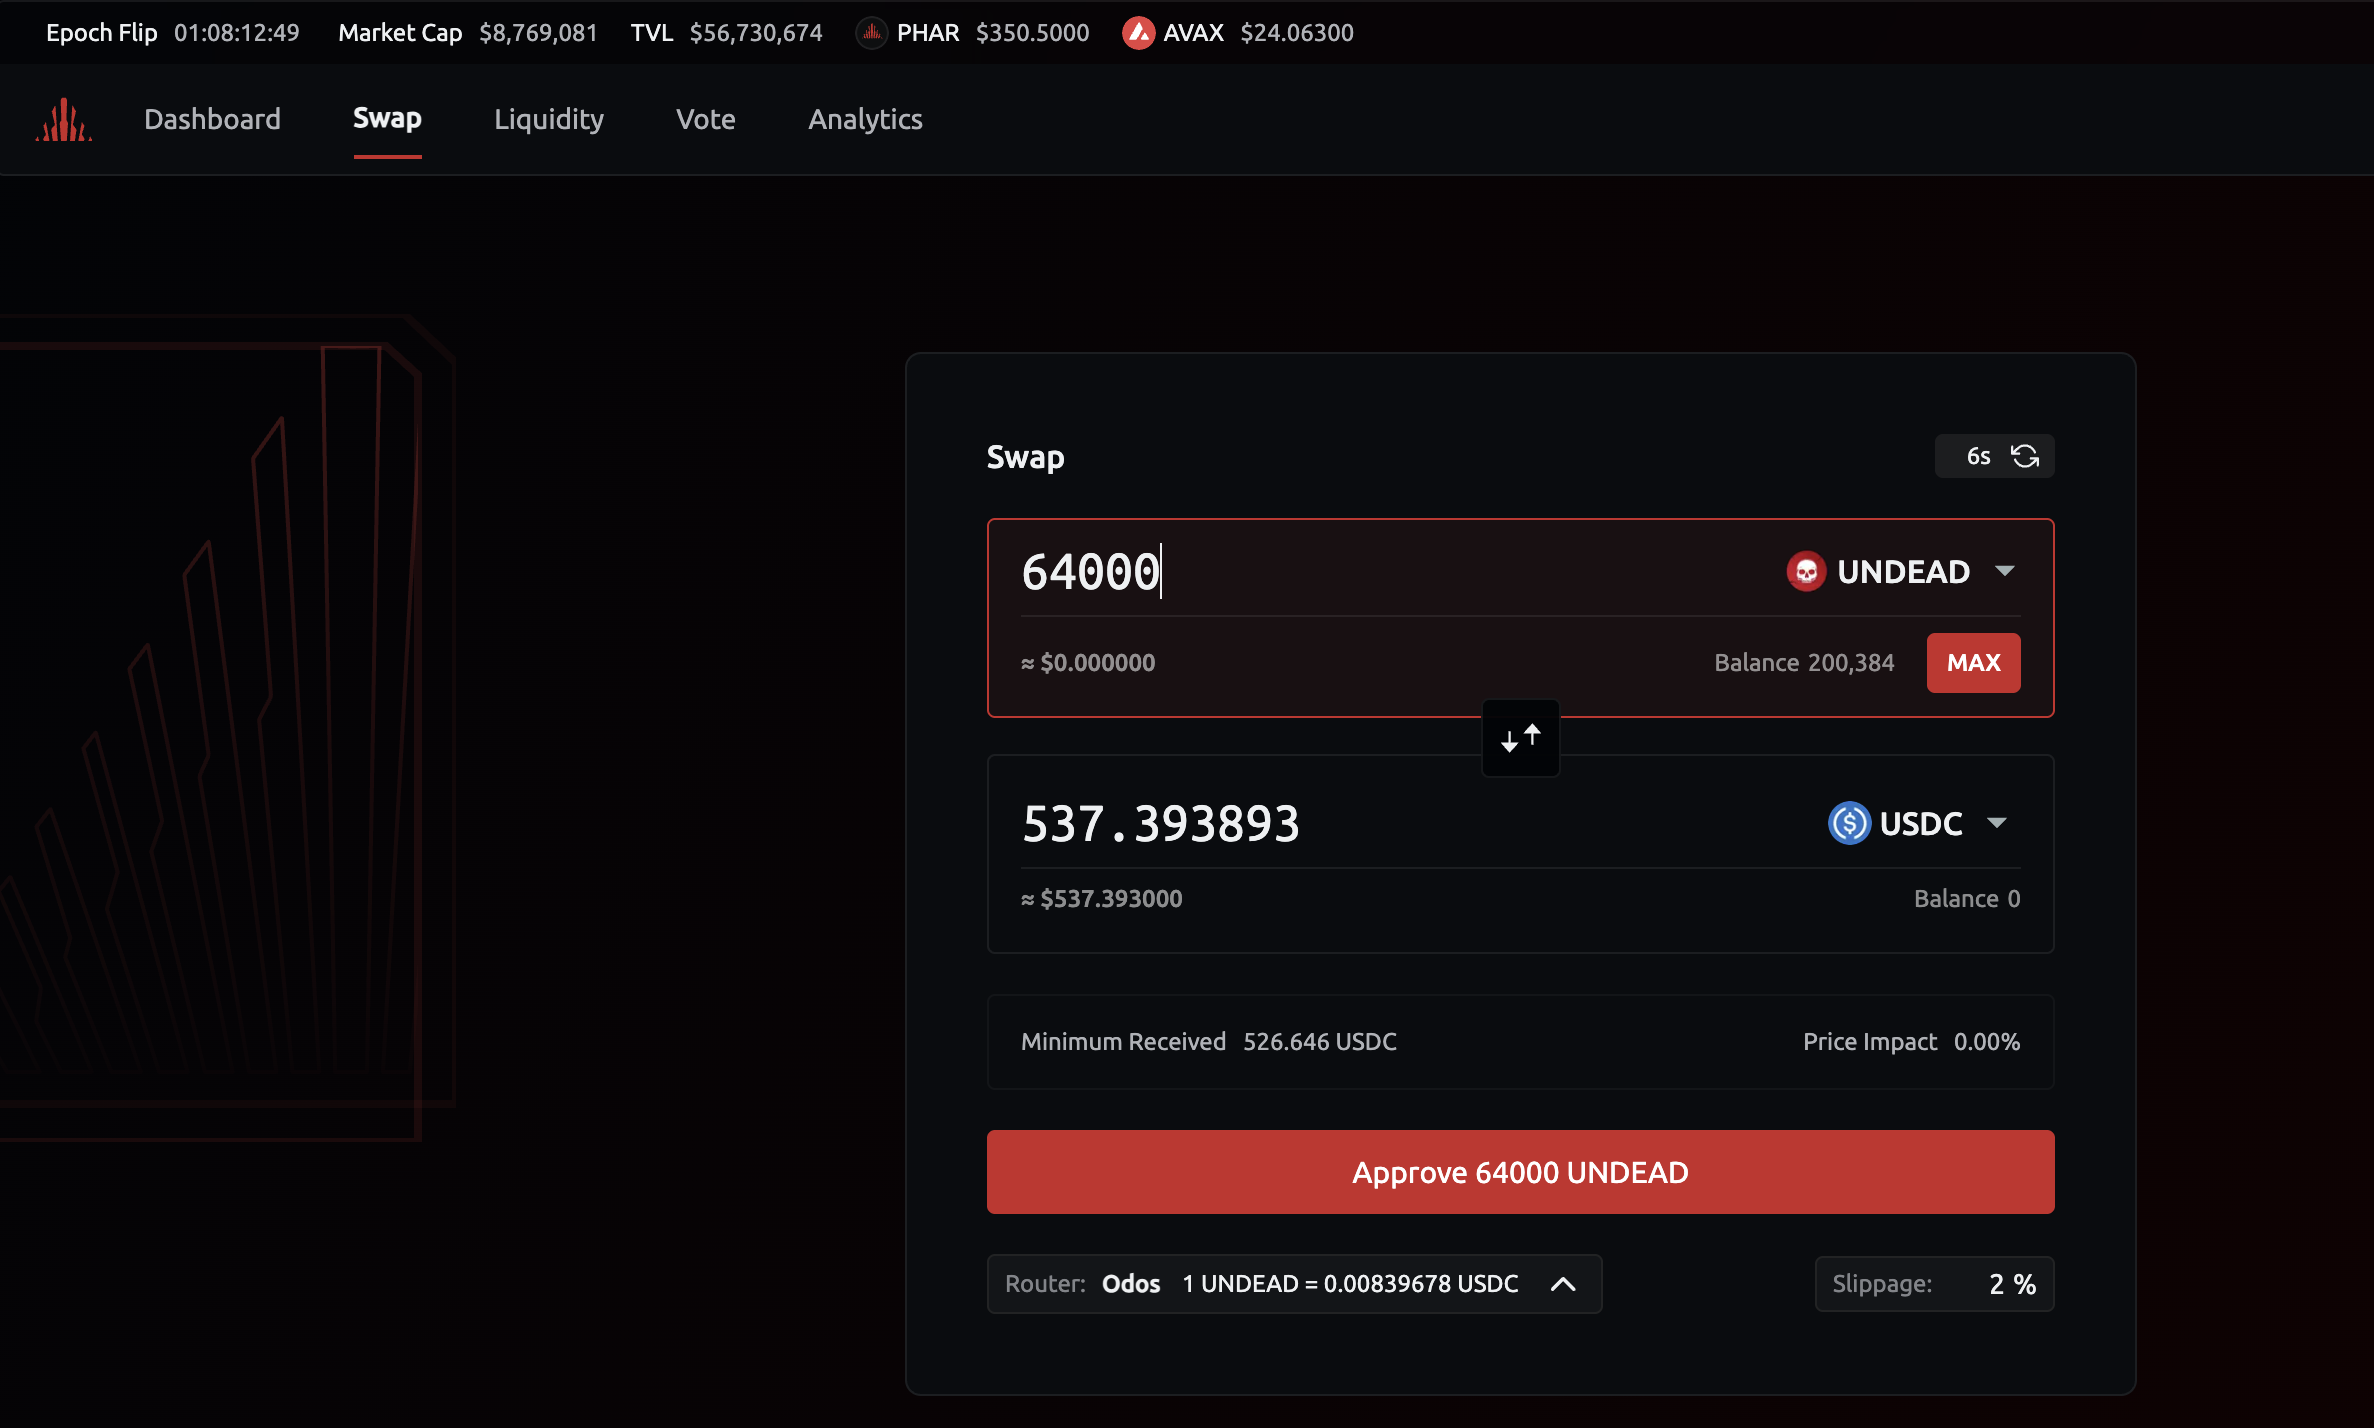 Epoch Flip 01:08:12:49 Market Cap $8,769,081 TVL $56,730,674 PHAR $350.5000 AVAX $24.06300
Dashboard Swap Liquidity Vote Analytics
Swap 6s
64000 UNDEAD
≈ $0.000000 Balance 200,384 MAX
537.393893 USDC
≈ $537.393000 Balance 0
Minimum Received 526.646 USDC Price Impact 0.00%
Approve 64000 UNDEAD
Router: Odos 1 UNDEAD = 0.00839678 USDC Slippage: 2 %